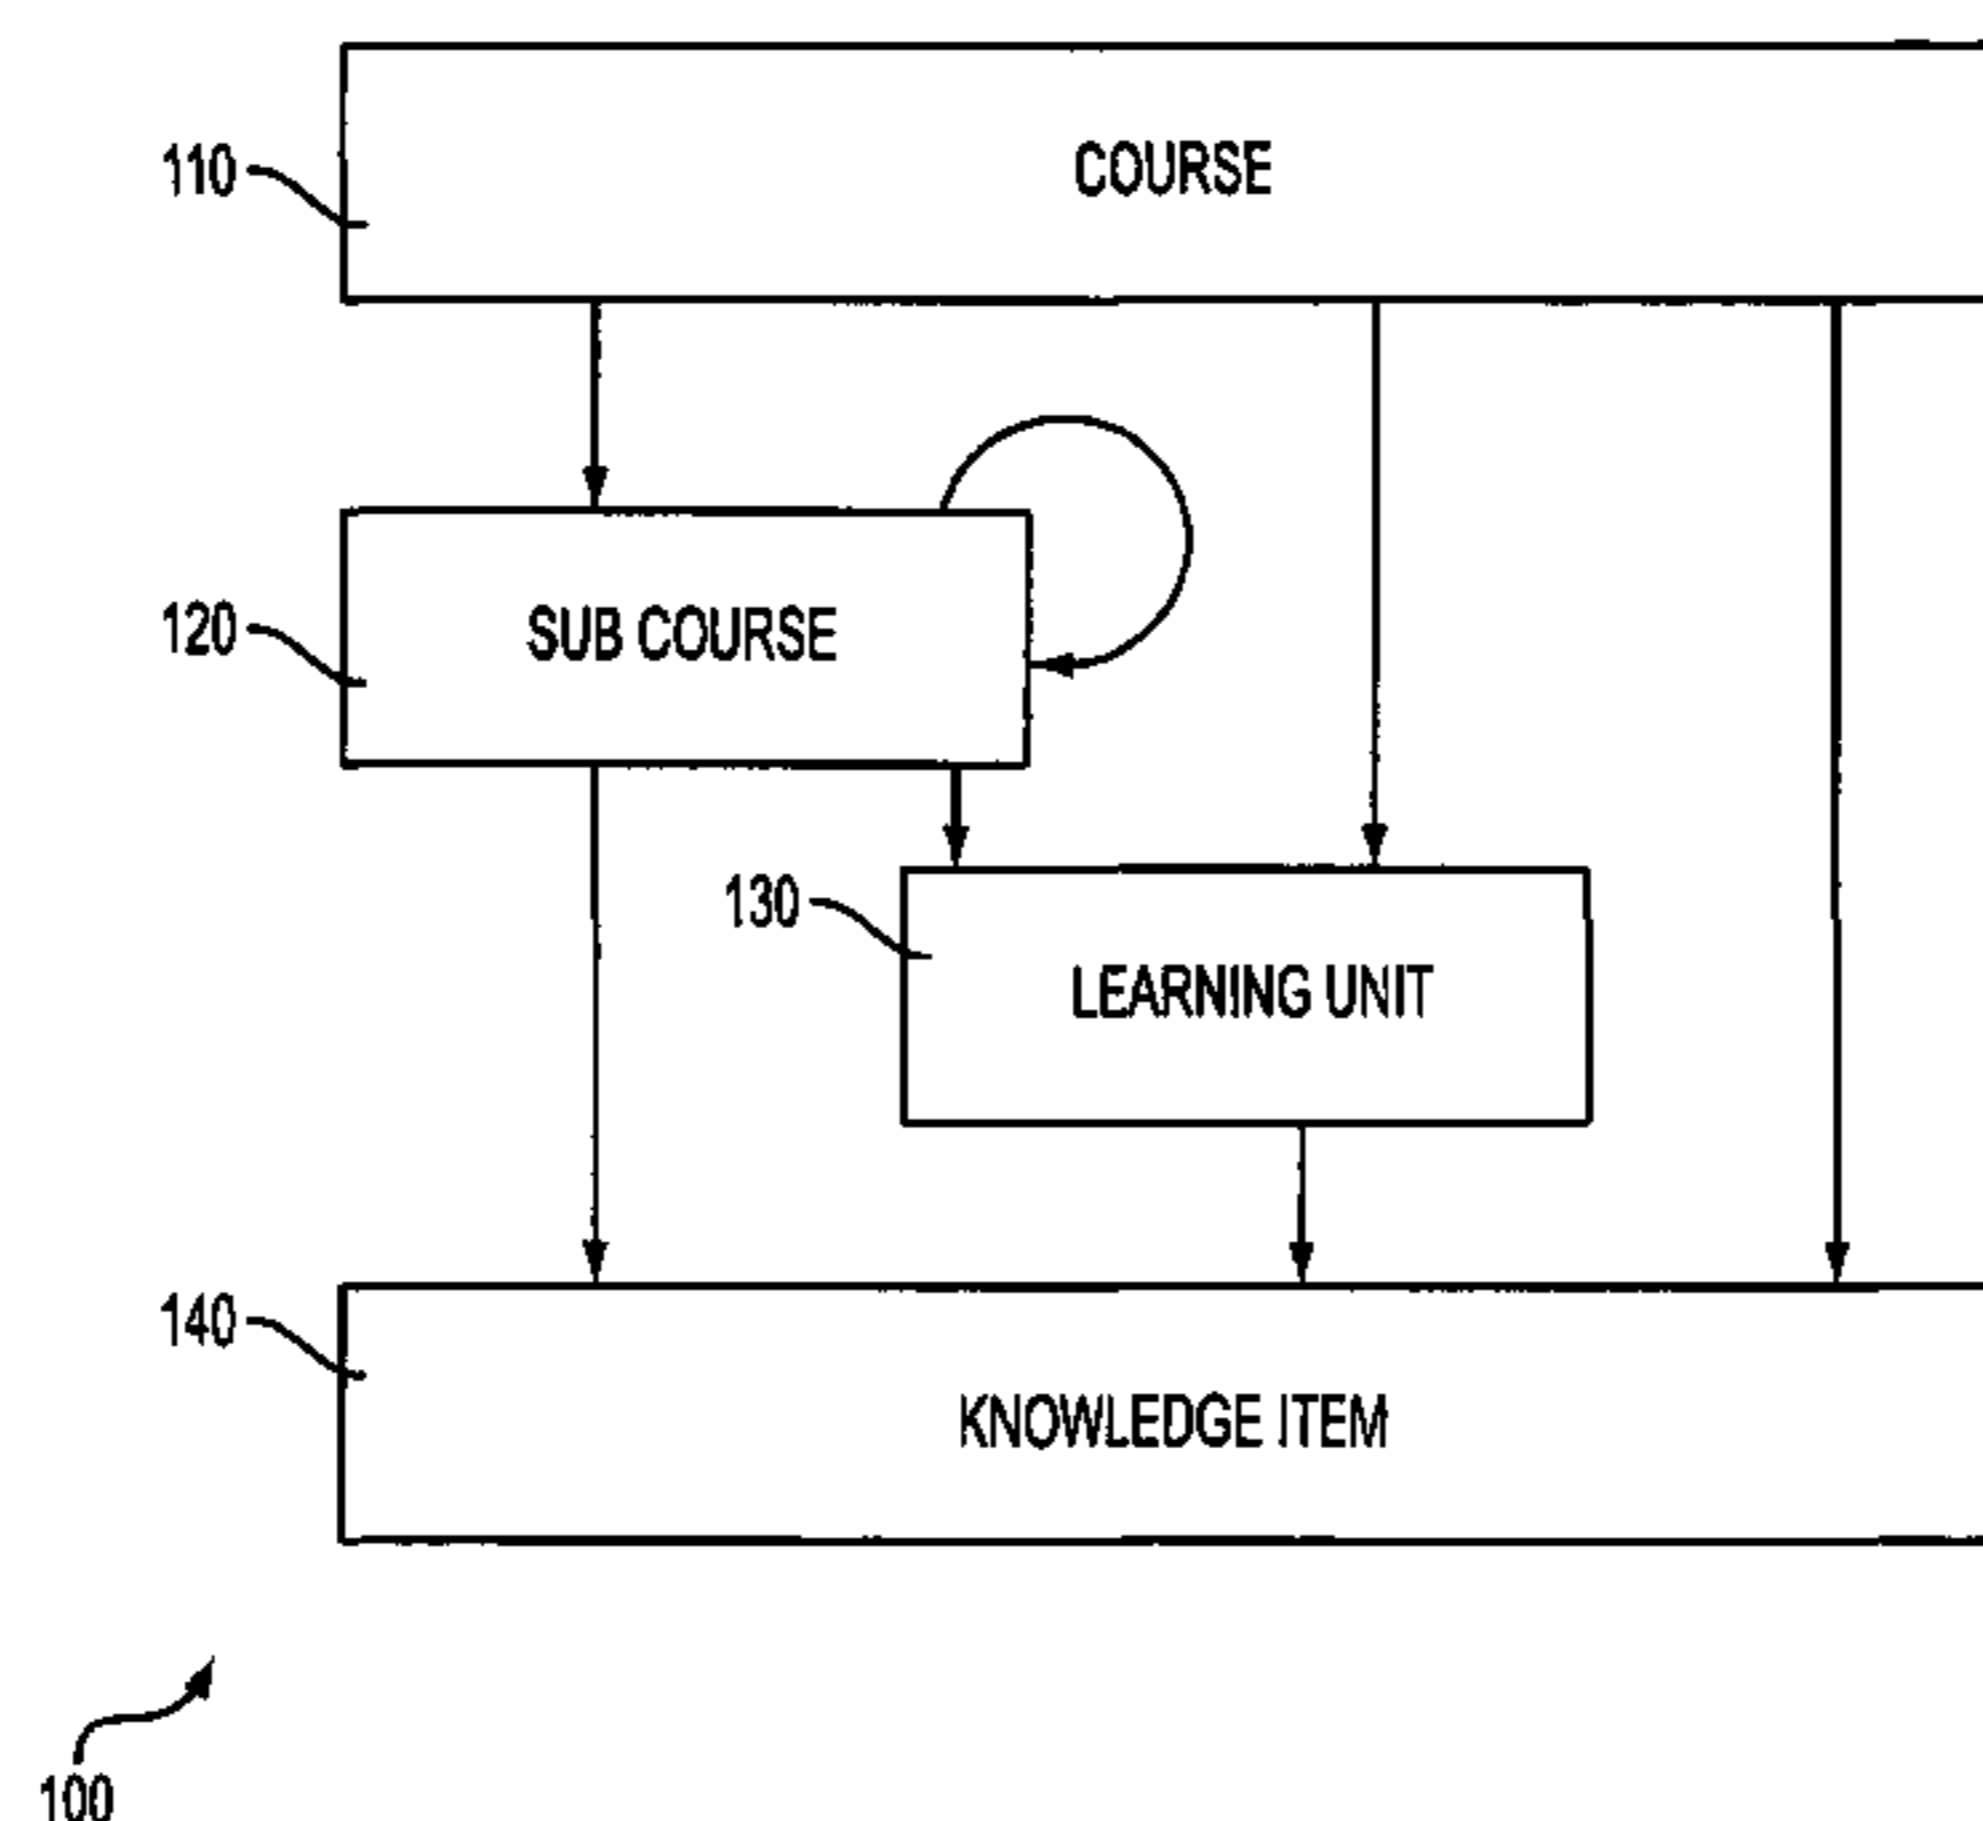 COURSE
110
SUB COURSE
120
130
LEARNING UNIT
140
KNOWLEDGE ITEM
100